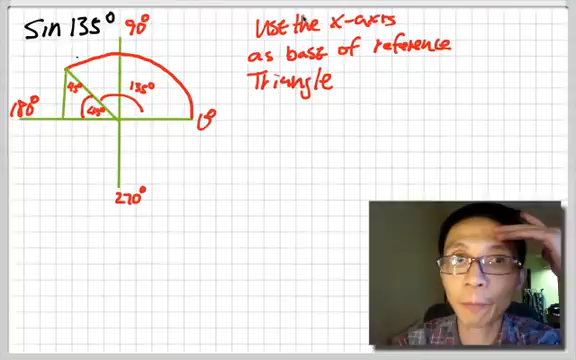 Sin 135°
90°
Use the x-axis
as base of reference
Triangle
45°
135°
45°
180°
0°
270°